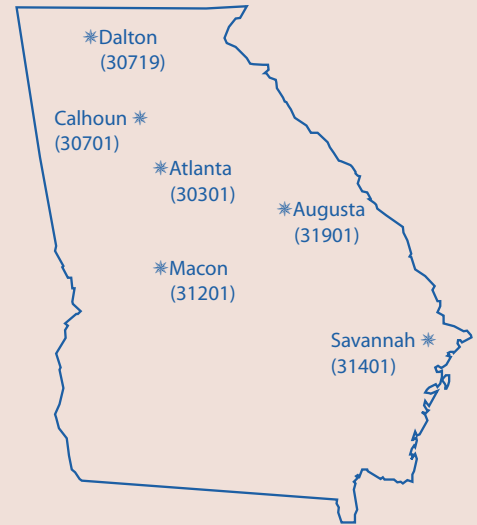 Dalton
(30719)
Calhoun
(30701)
Atlanta
(30301)
Augusta
(31901)
Macon
(31201)
Savannah
(31401)